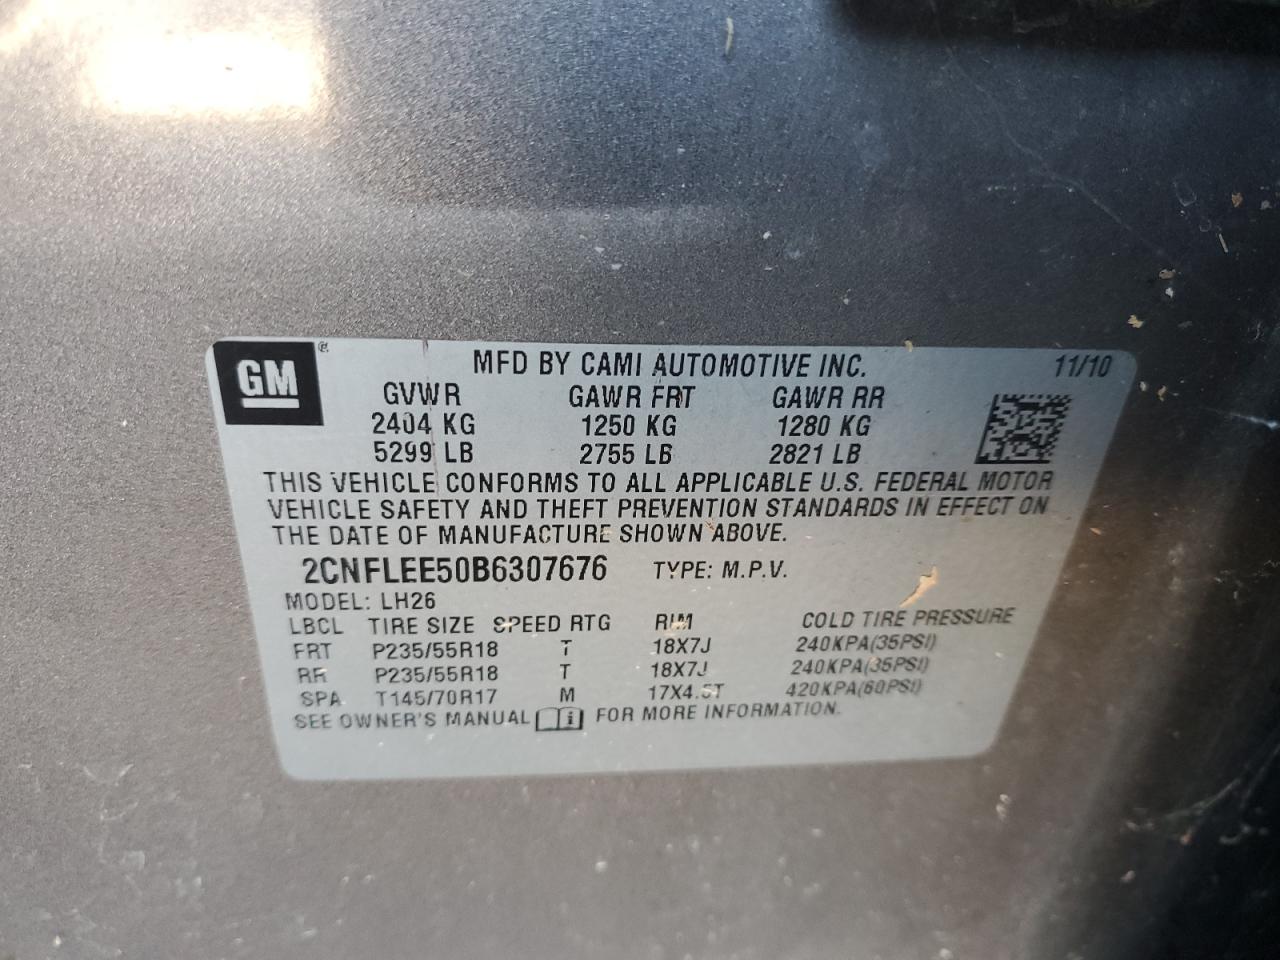 GM
MFD BY CAMI AUTOMOTIVE INC. 11/10
GVWR GAWR FRT GAWR RR
2404 KG 1250 KG 1280 KG
5299 LB 2755 LB 2821 LB
THIS VEHICLE CONFORMS TO ALL APPLICABLE U.S. FEDERAL MOTOR
VEHICLE SAFETY AND THEFT PREVENTION STANDARDS IN EFFECT ON
THE DATE OF MANUFACTURE SHOWN ABOVE.
2CNFLEE50B6307676 TYPE: M.P.V.
MODEL: LH26
LBCL TIRE SIZE SPEED RTG RIM COLD TIRE PRESSURE
FRT P235/55R18 T 18X7J 240KPA(35PSI)
RR P235/55R18 T 18X7J 240KPA(35PSI)
SPA T145/70R17 M 17X4.5T 420KPA(60PSI)
SEE OWNER'S MANUAL i FOR MORE INFORMATION.